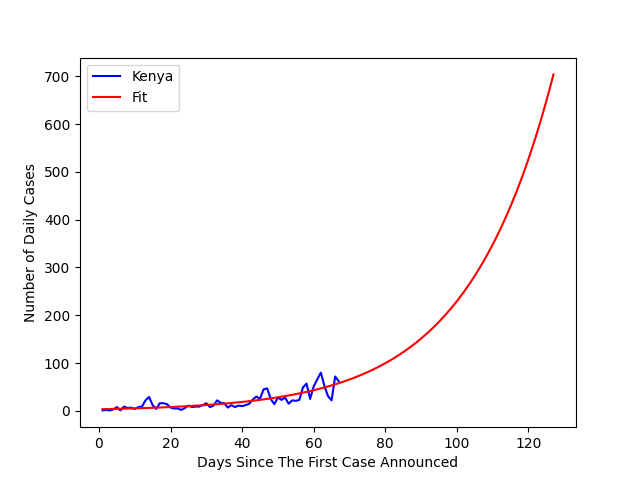 Kenya
Fit
700
600
500
400
300
200
100
0
Number of Daily Cases
0 20 40 60 80 100 120
Days Since The First Case Announced